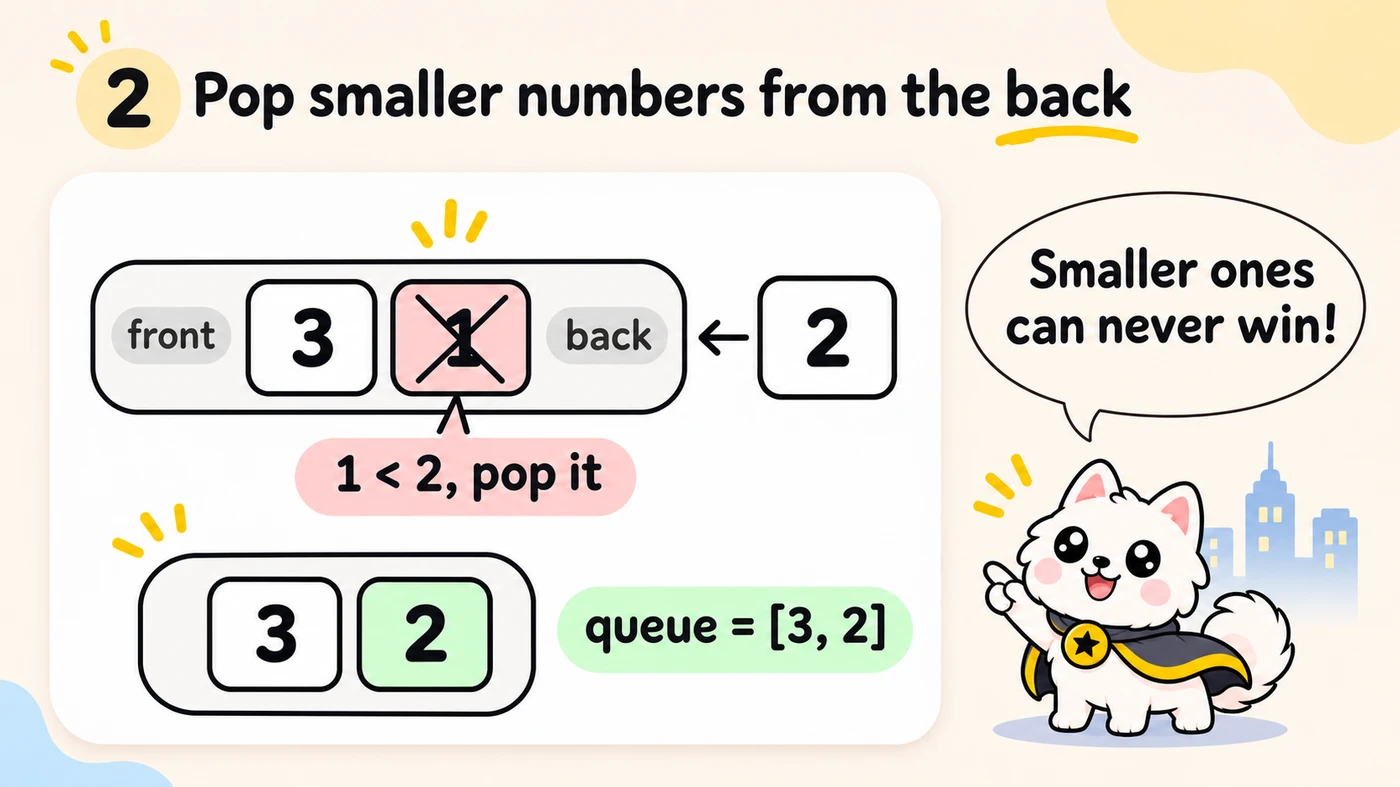 2 Pop smaller numbers from the back
front 3 1 back 2
1 < 2, pop it
3 2
queue = [3, 2]
Smaller ones
can never win!